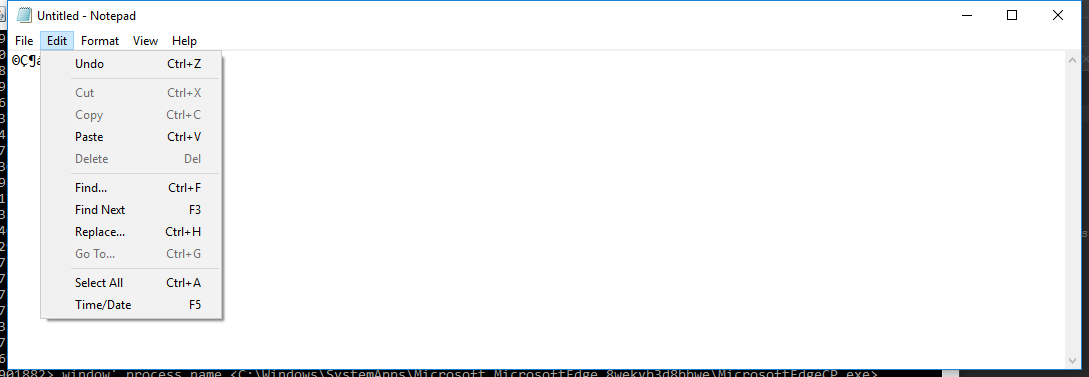 Untitled - Notepad
File Edit Format View Help
©Ç¶á
Undo Ctrl+Z
Cut Ctrl+X
Copy Ctrl+C
Paste Ctrl+V
Delete Del
Find... Ctrl+F
Find Next F3
Replace... Ctrl+H
Go To... Ctrl+G
Select All Ctrl+A
Time/Date F5
901882> window' process name <C:\Windows\SystemApps\Microsoft.MicrosoftEdge_8wekyb3d8bbwe\MicrosoftEdgeCP.exe>